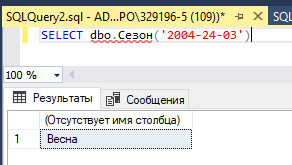 SQLQuery2.sql - AD...PO\329196-5 (109))*
SELECT dbo.Сезон('2004-24-03')
100 %
Результаты Сообщения
(Отсутствует имя столбца)
1 Весна